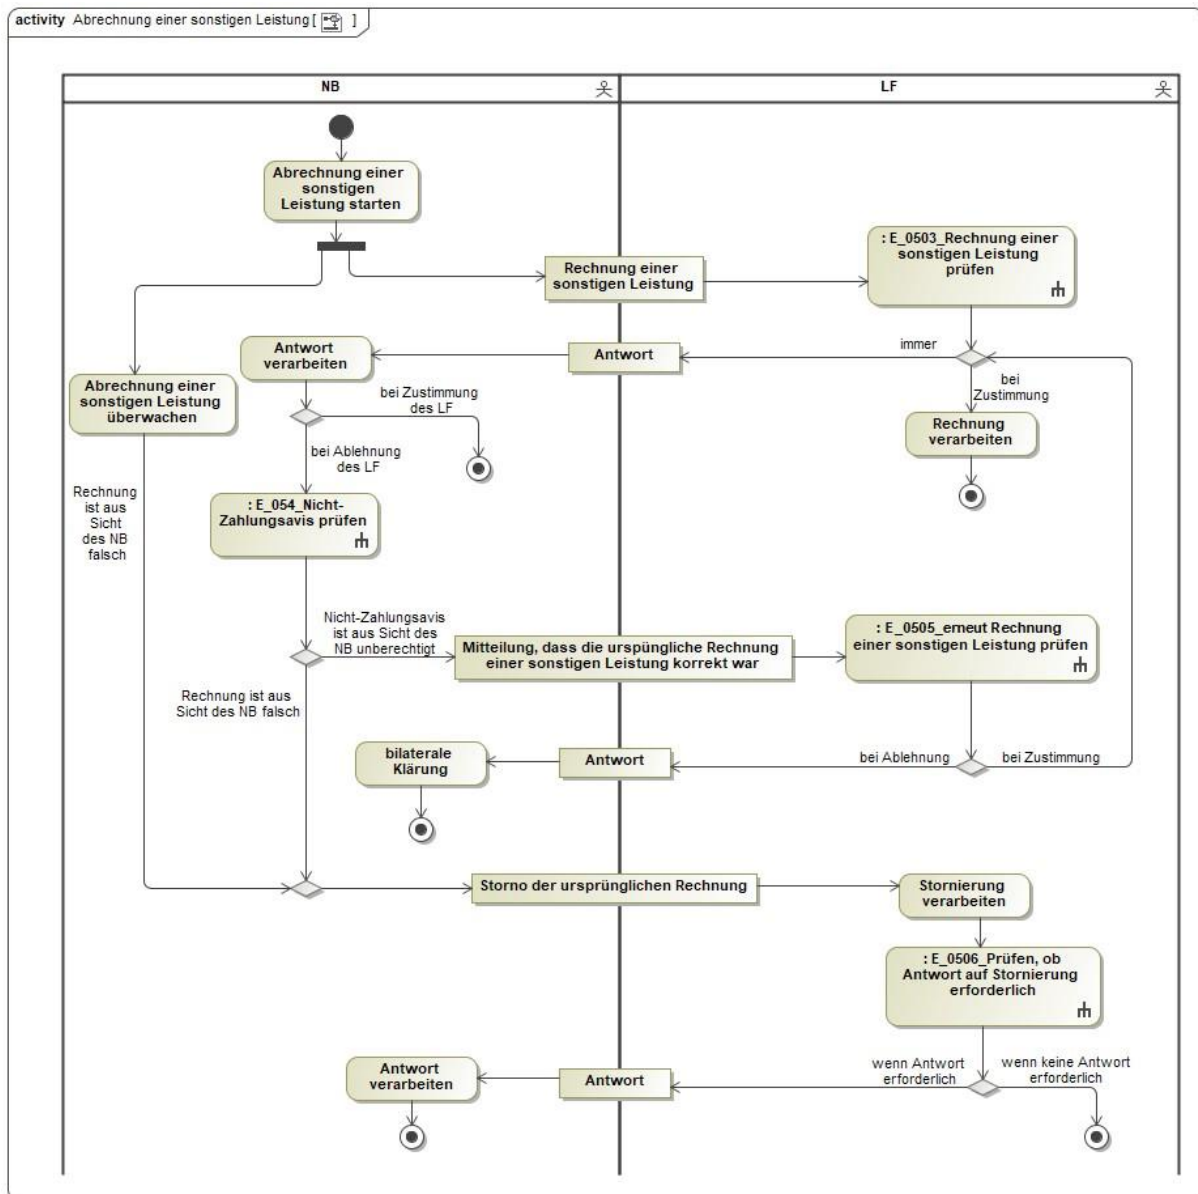 activity Abrechnung einer sonstigen Leistung [ ]
NB
LF
Abrechnung einer
sonstigen
Leistung starten
Rechnung einer
sonstigen Leistung
: E_0503_Rechnung einer
sonstigen Leistung
prüfen
immer
Antwort
Antwort
verarbeiten
bei
Zustimmung
Rechnung
verarbeiten
Abrechnung einer
sonstigen Leistung
überwachen
bei Zustimmung
des LF
bei Ablehnung
des LF
Rechnung
ist aus
Sicht
des NB
falsch
: E_054_Nicht-
Zahlungsavis prüfen
Nicht-Zahlungsavis
ist aus Sicht des
NB unberechtigt
Mitteilung, dass die urspüngliche Rechnung
einer sonstigen Leistung korrekt war
: E_0505_erneut Rechnung
einer sonstigen Leistung prüfen
Rechnung ist aus
Sicht des NB falsch
bilaterale
Klärung
Antwort
bei Ablehnung
bei Zustimmung
Storno der ursprünglichen Rechnung
Stornierung
verarbeiten
: E_0506_Prüfen, ob
Antwort auf Stornierung
erforderlich
wenn Antwort
erforderlich
wenn keine Antwort
erforderlich
Antwort
Antwort
verarbeiten